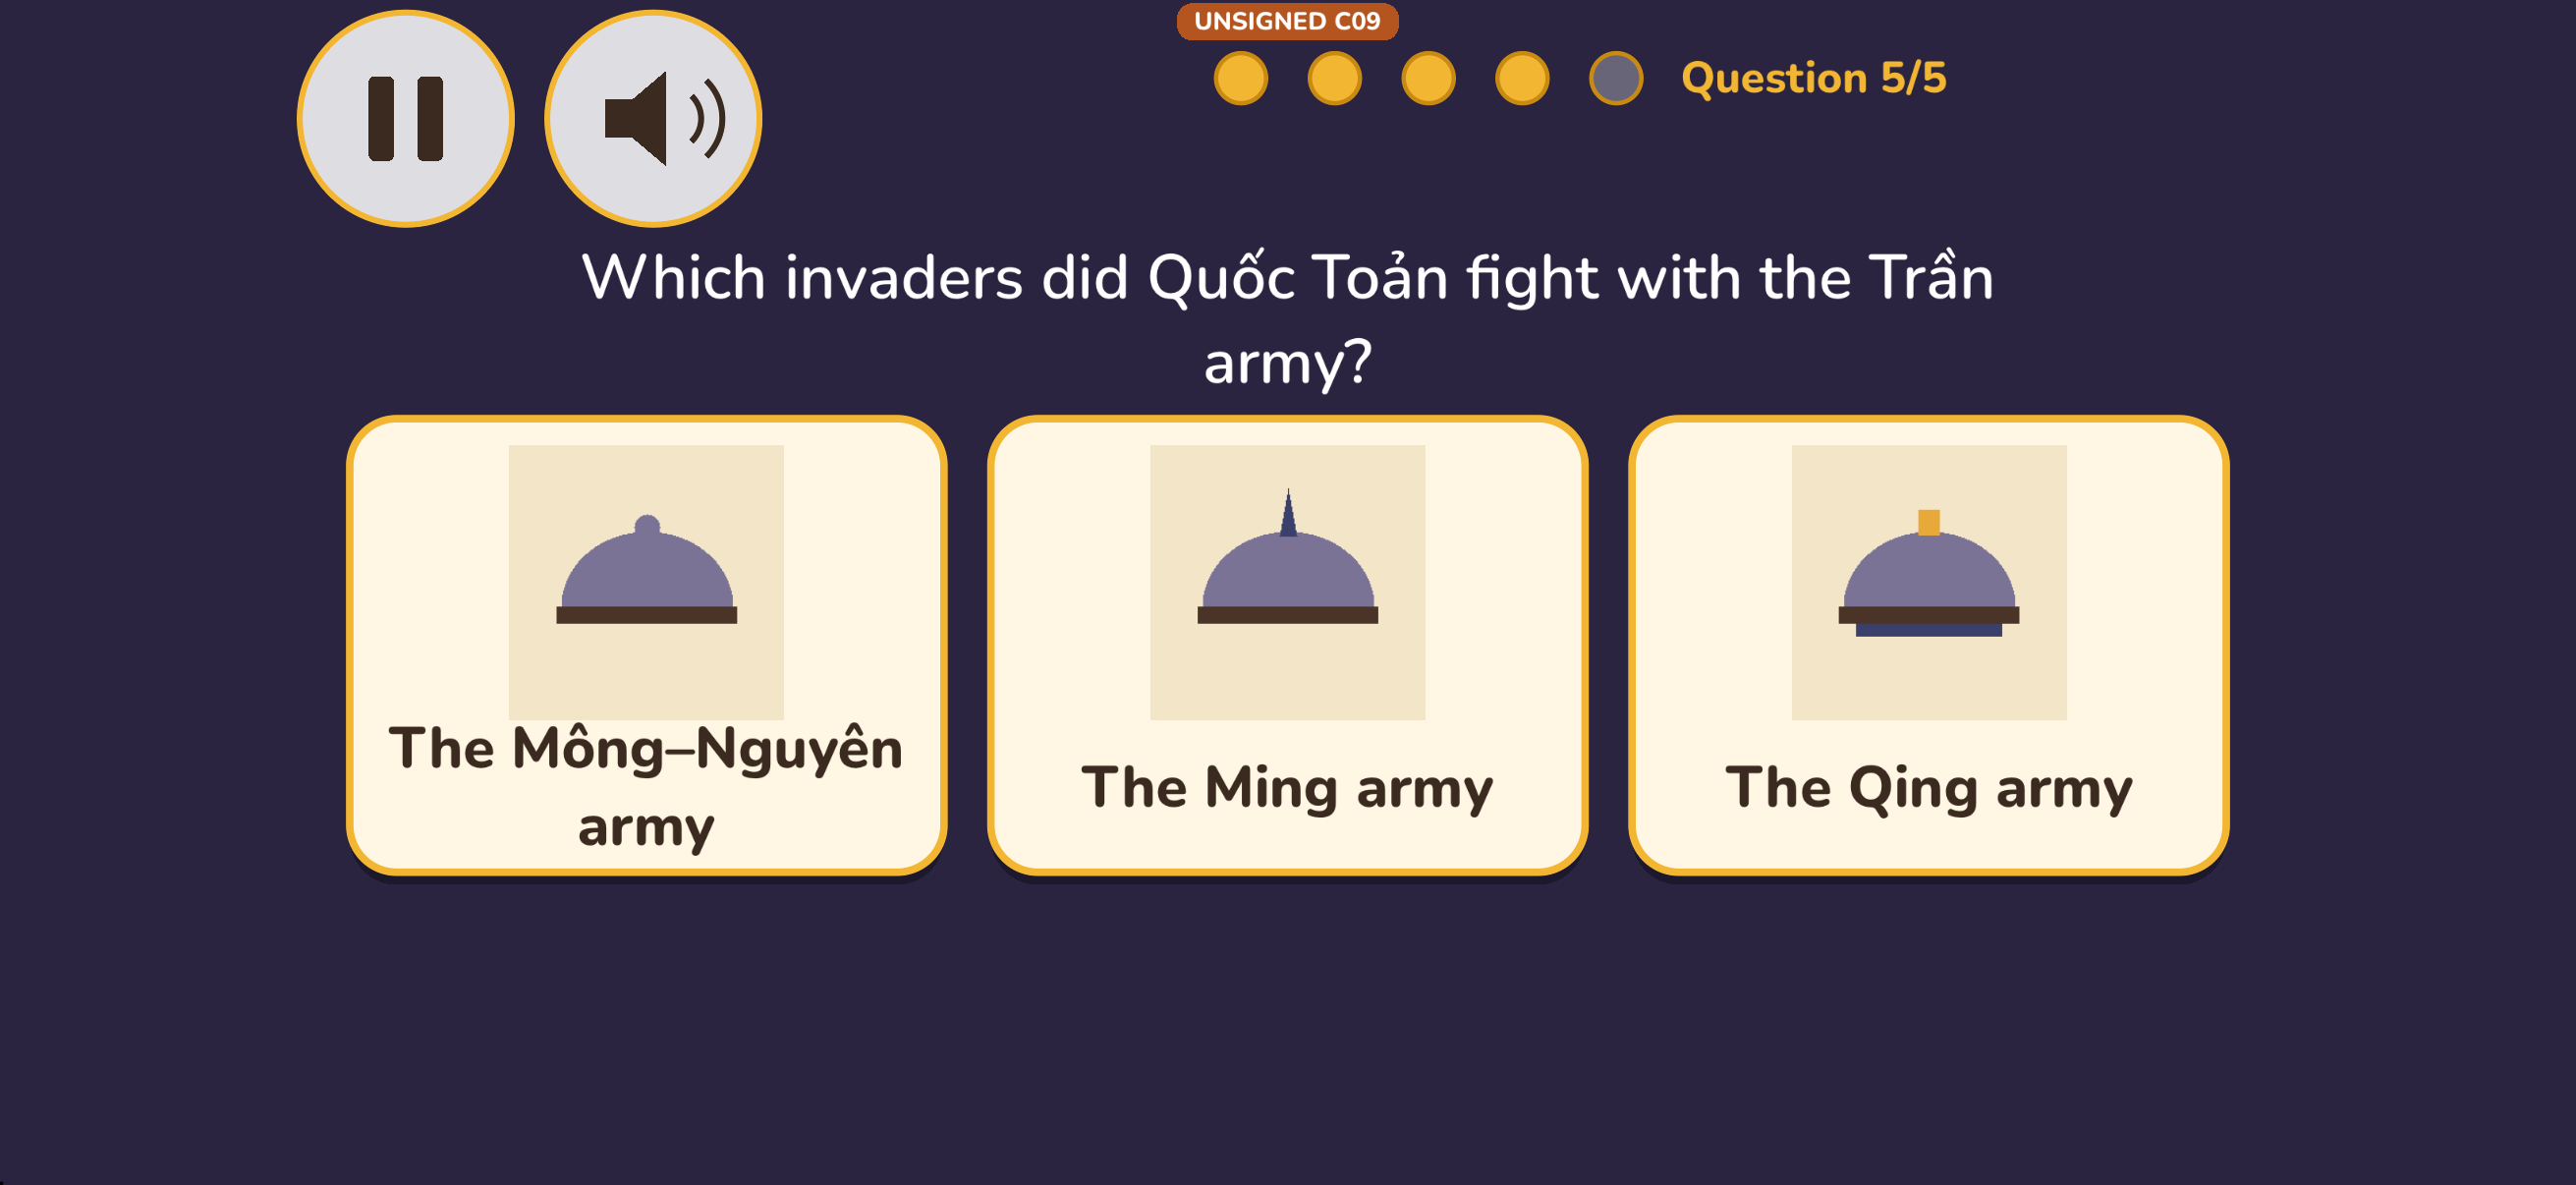 UNSIGNED C09
Question 5/5
Which invaders did Quốc Toản fight with the Trần
army?
The Mông–Nguyên
army
The Ming army
The Qing army